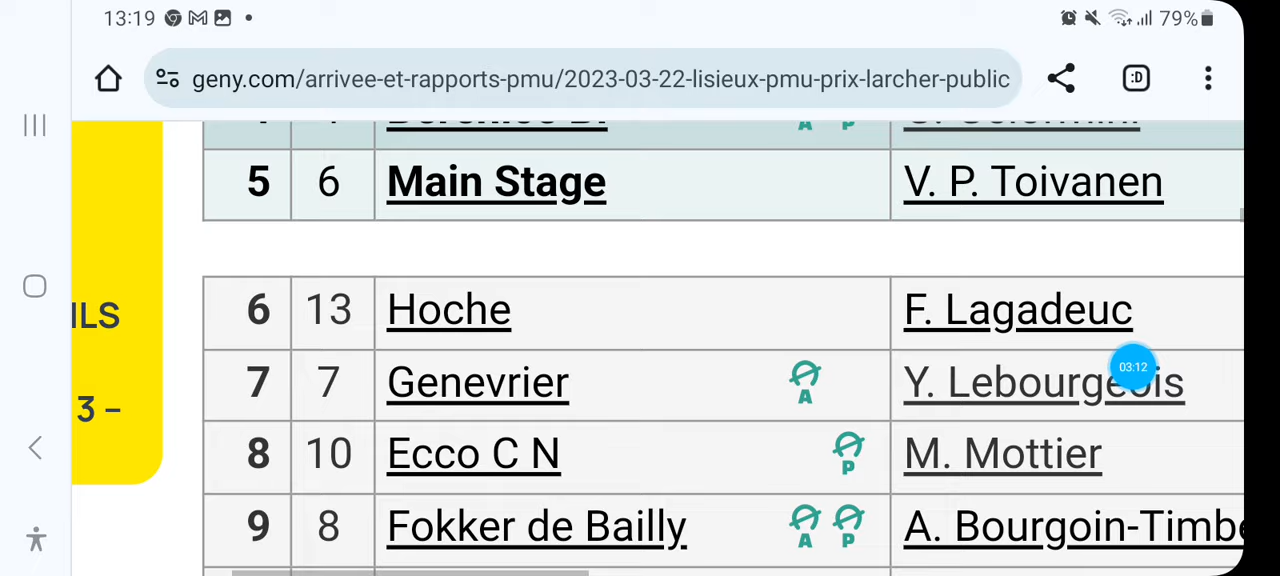 13:19 79%
geny.com/arrivee-et-rapports-pmu/2023-03-22-lisieux-pmu-prix-larcher-public
:D
A P
5 6 Main Stage V. P. Toivanen
ILS
6 13 Hoche F. Lagadeuc
03:12
7 7 Genevrier A Y. Lebourgeois
3 –
8 10 Ecco C N P M. Mottier
9 8 Fokker de Bailly A P A. Bourgoin-Timbe